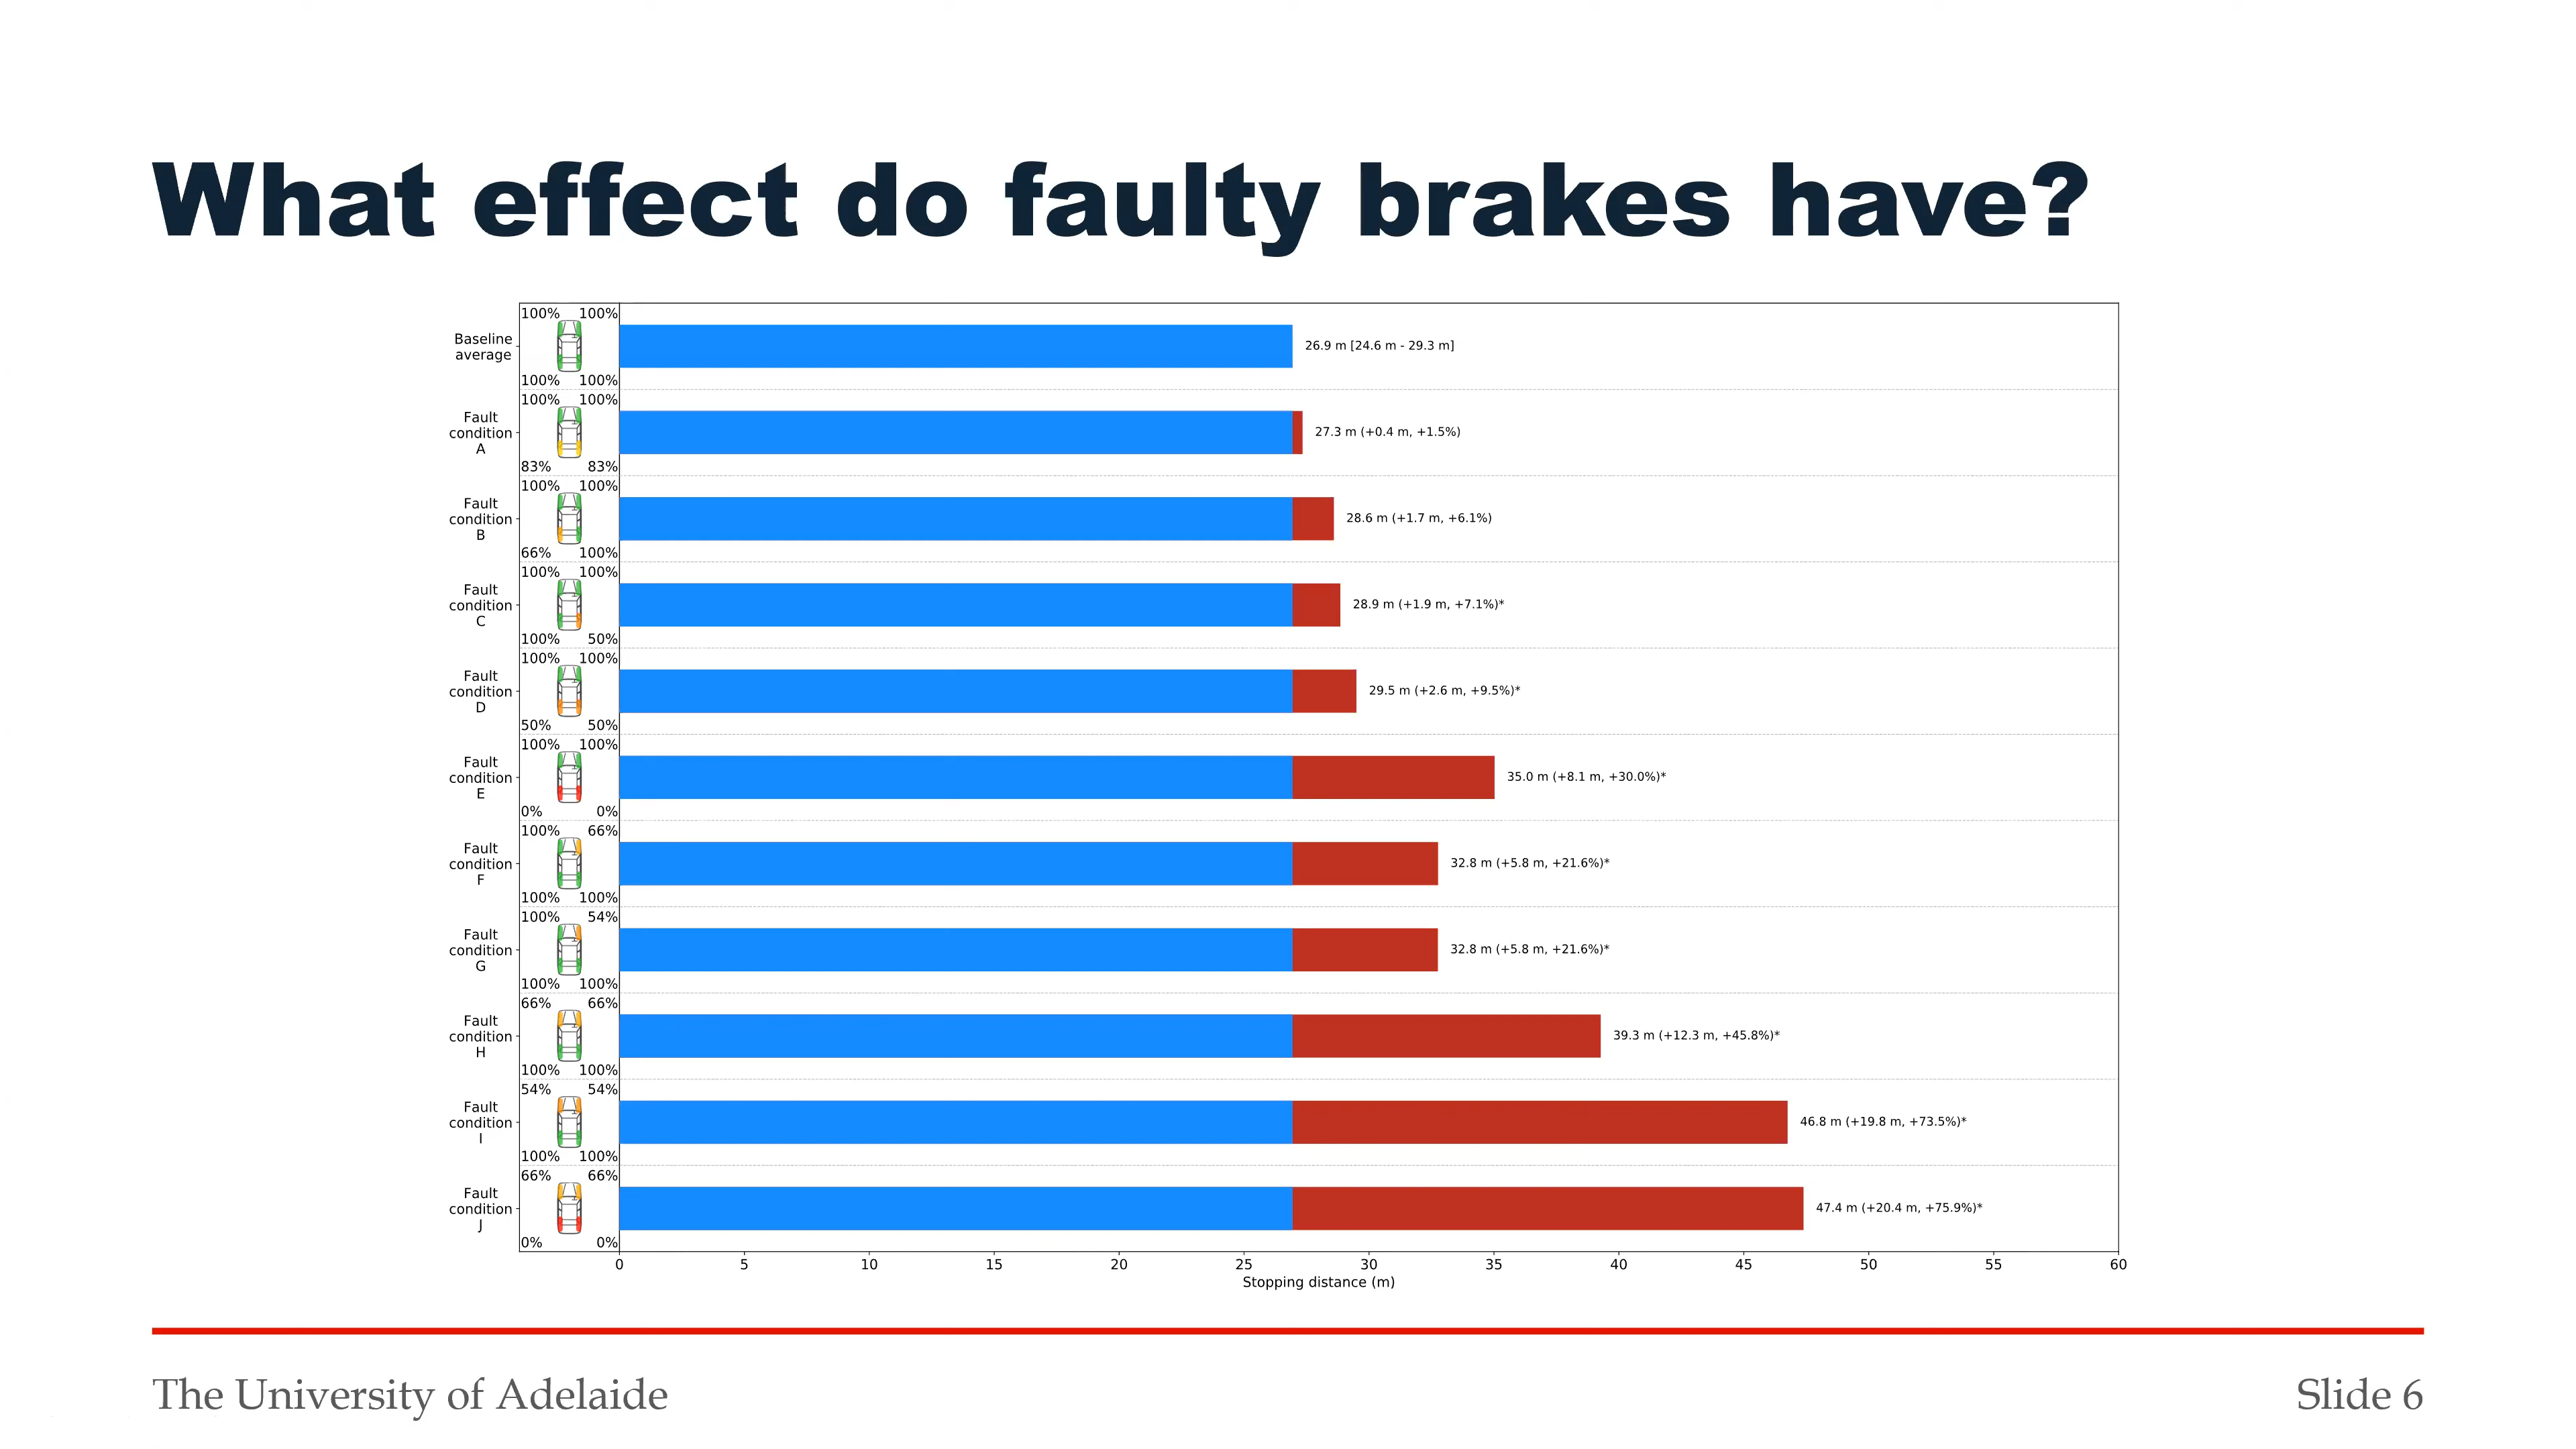 What effect do faulty brakes have?
100% 100%
Baseline
average
26.9 m [24.6 m - 29.3 m]
100% 100%
100% 100%
Fault
condition
A
27.3 m (+0.4 m, +1.5%)
83% 83%
100% 100%
Fault
condition
B
28.6 m (+1.7 m, +6.1%)
66% 100%
100% 100%
Fault
condition
C
28.9 m (+1.9 m, +7.1%)*
100% 50%
100% 100%
Fault
condition
D
29.5 m (+2.6 m, +9.5%)*
50% 50%
100% 100%
Fault
condition
E
35.0 m (+8.1 m, +30.0%)*
0% 0%
100% 66%
Fault
condition
F
32.8 m (+5.8 m, +21.6%)*
100% 100%
100% 54%
Fault
condition
G
32.8 m (+5.8 m, +21.6%)*
100% 100%
66% 66%
Fault
condition
H
39.3 m (+12.3 m, +45.8%)*
100% 100%
54% 54%
Fault
condition
I
46.8 m (+19.8 m, +73.5%)*
100% 100%
66% 66%
Fault
condition
J
47.4 m (+20.4 m, +75.9%)*
0% 0%
0 5 10 15 20 25 30 35 40 45 50 55 60
Stopping distance (m)
The University of Adelaide
Slide 6